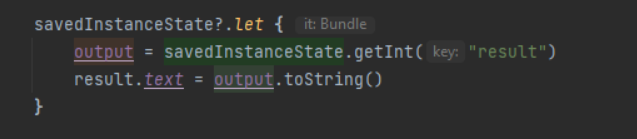 savedInstanceState?.let { it: Bundle
output = savedInstanceState.getInt( key: "result")
result.text = output.toString()
}